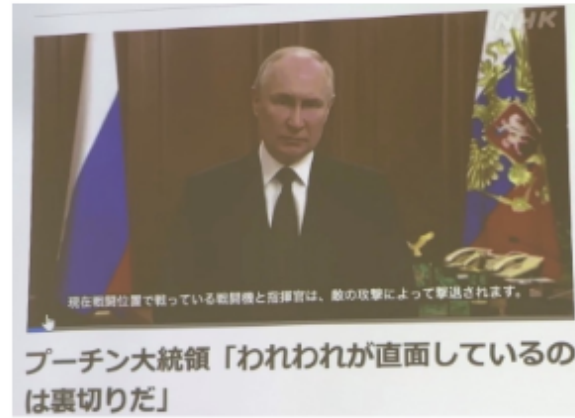 NHK
現在戦闘位置で戦っている戦闘機と指揮官は、敵の攻撃によって撃退されます。
プーチン大統領「われわれが直面しているの
は裏切りだ」